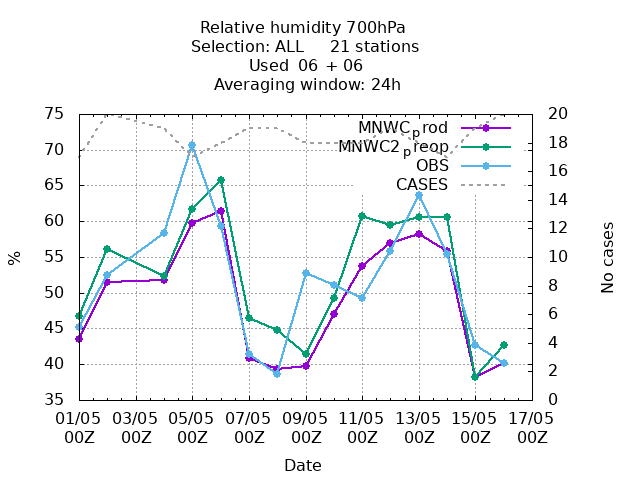 Relative humidity 700hPa
Selection: ALL 21 stations
Used 06 + 06
Averaging window: 24h
MNWC_prod
MNWC2_preop
OBS
CASES
75
70
65
60
55
50
45
40
35
20
18
16
14
12
10
8
6
4
2
0
%
No cases
01/05 03/05 05/05 07/05 09/05 11/05 13/05 15/05 17/05
00Z 00Z 00Z 00Z 00Z 00Z 00Z 00Z 00Z
Date